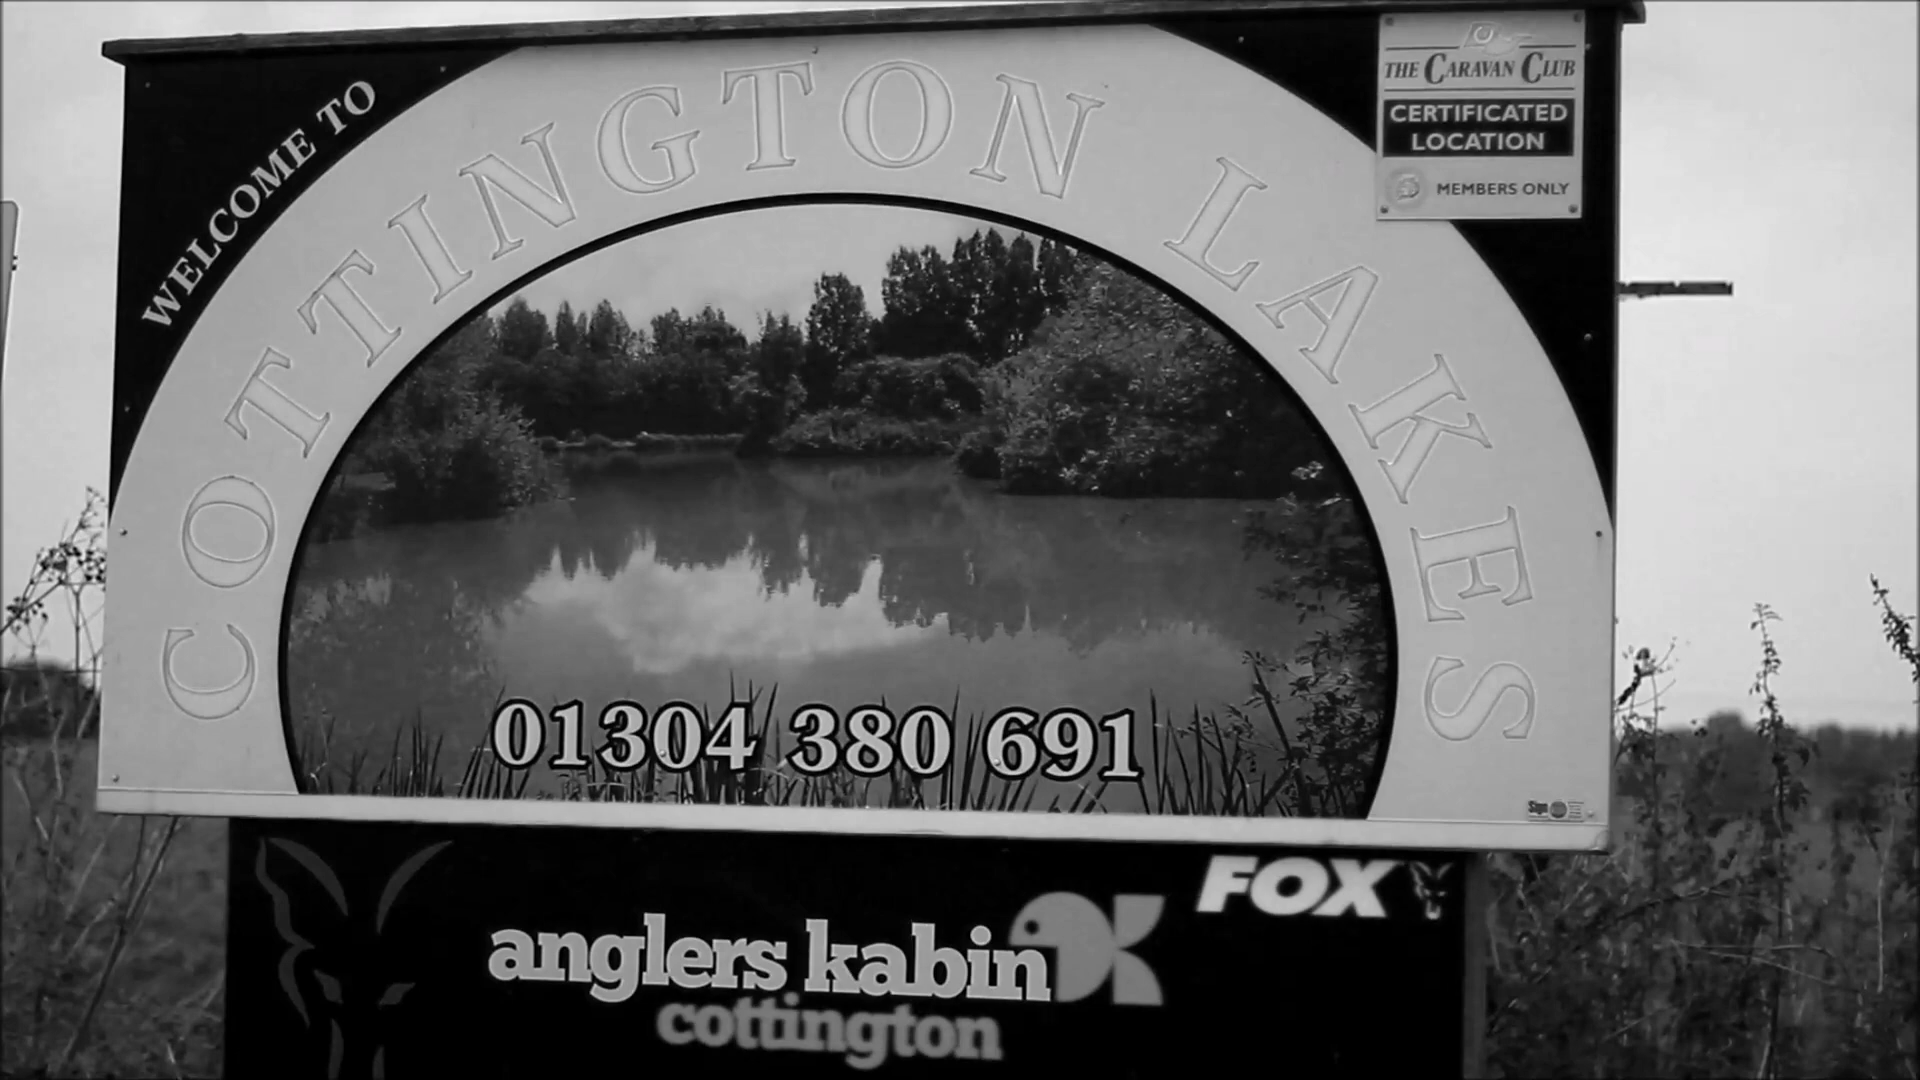 WELCOME TO
COTTINGTON LAKES
THE CARAVAN CLUB
CERTIFICATED
LOCATION
MEMBERS ONLY
01304 380 691
FOX
anglers kabin
cottington